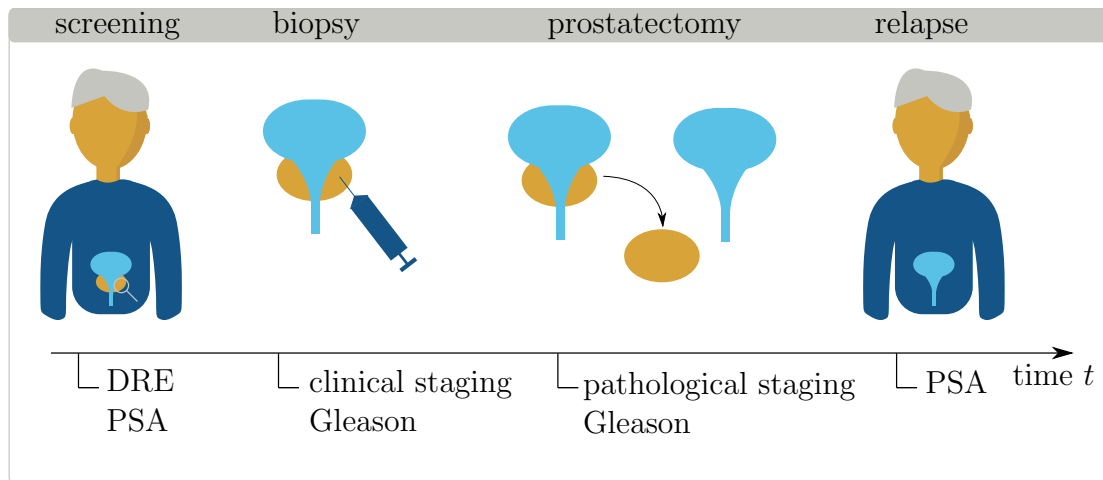 screening
biopsy
prostatectomy
relapse
DRE
PSA
clinical staging
Gleason
pathological staging
Gleason
PSA
time t